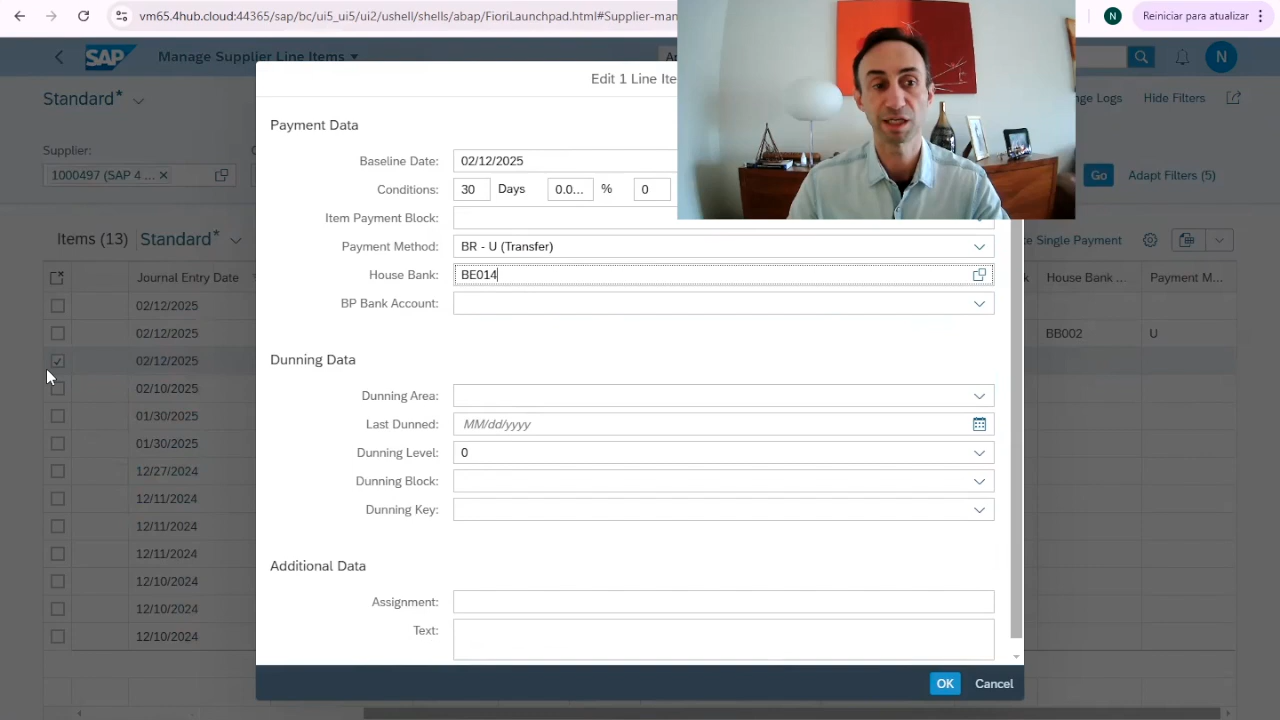 vm65.4hub.cloud:44365/sap/bc/ui5_ui5/ui2/ushell/shells/abap/FioriLaunchpad.html#Supplier-mar
N
Reiniciar para atualizar
SAP
Manage Supplier Line Items
N
Standard*
Hide Filters
Supplier:
1000497 (SAP 4 ...
Go
Adapt Filters (5)
Items (13)
Standard*
Single Payment
Journal Entry Date
House Bank ...
Payment M...
02/12/2025
02/12/2025
BB002
U
02/12/2025
02/10/2025
01/30/2025
01/30/2025
12/27/2024
12/11/2024
12/11/2024
12/11/2024
12/10/2024
12/10/2024
12/10/2024
Edit 1 Line
Payment Data
Baseline Date:
02/12/2025
Conditions:
30
Days
0.0...
%
0
Item Payment Block:
Payment Method:
BR - U (Transfer)
House Bank:
BE014
BP Bank Account:
Dunning Data
Dunning Area:
Last Dunned:
MM/dd/yyyy
Dunning Level:
0
Dunning Block:
Dunning Key:
Additional Data
Assignment:
Text:
OK
Cancel